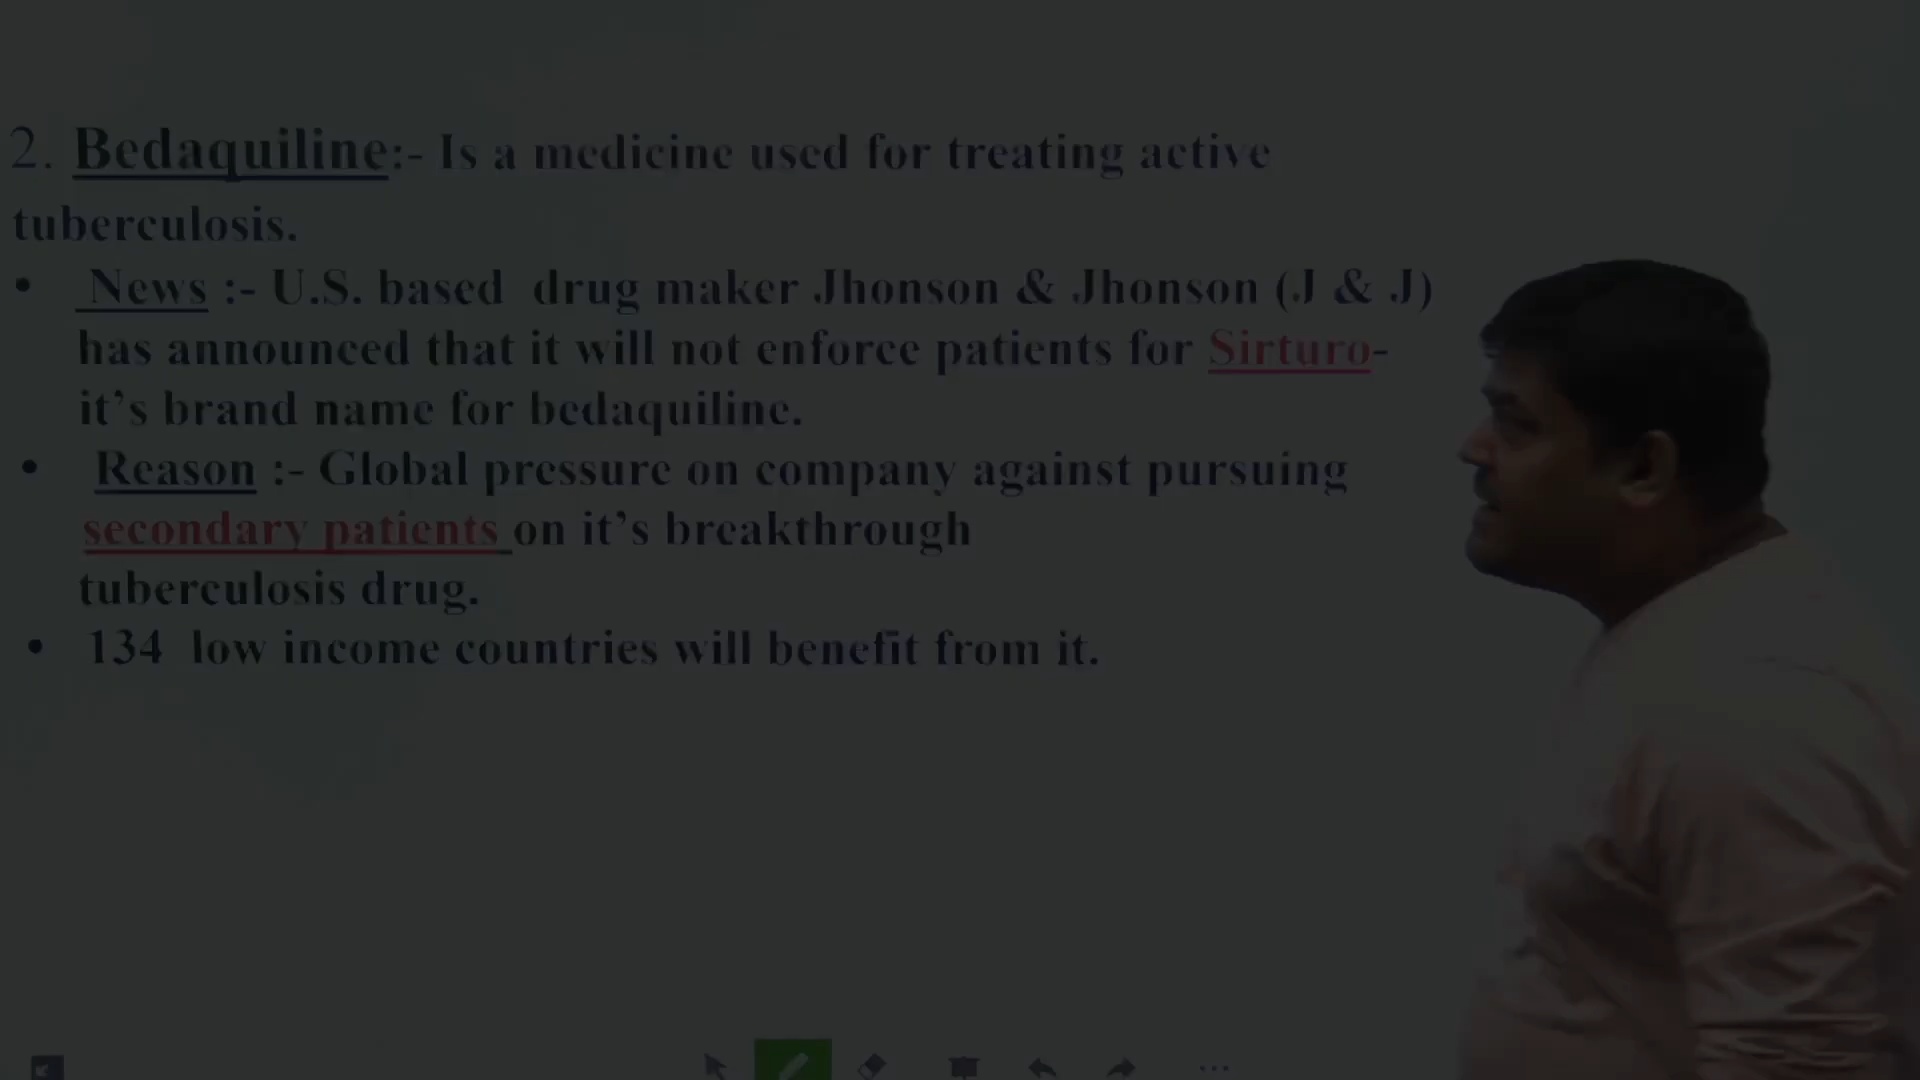 2. Bedaquiline:- Is a medicine used for treating active
tuberculosis.
• News :- U.S. based drug maker Jhonson & Jhonson (J & J)
has announced that it will not enforce patients for Sirturo-
it’s brand name for bedaquiline.
• Reason :- Global pressure on company against pursuing
secondary patients on it’s breakthrough
tuberculosis drug.
• 134 low income countries will benefit from it.